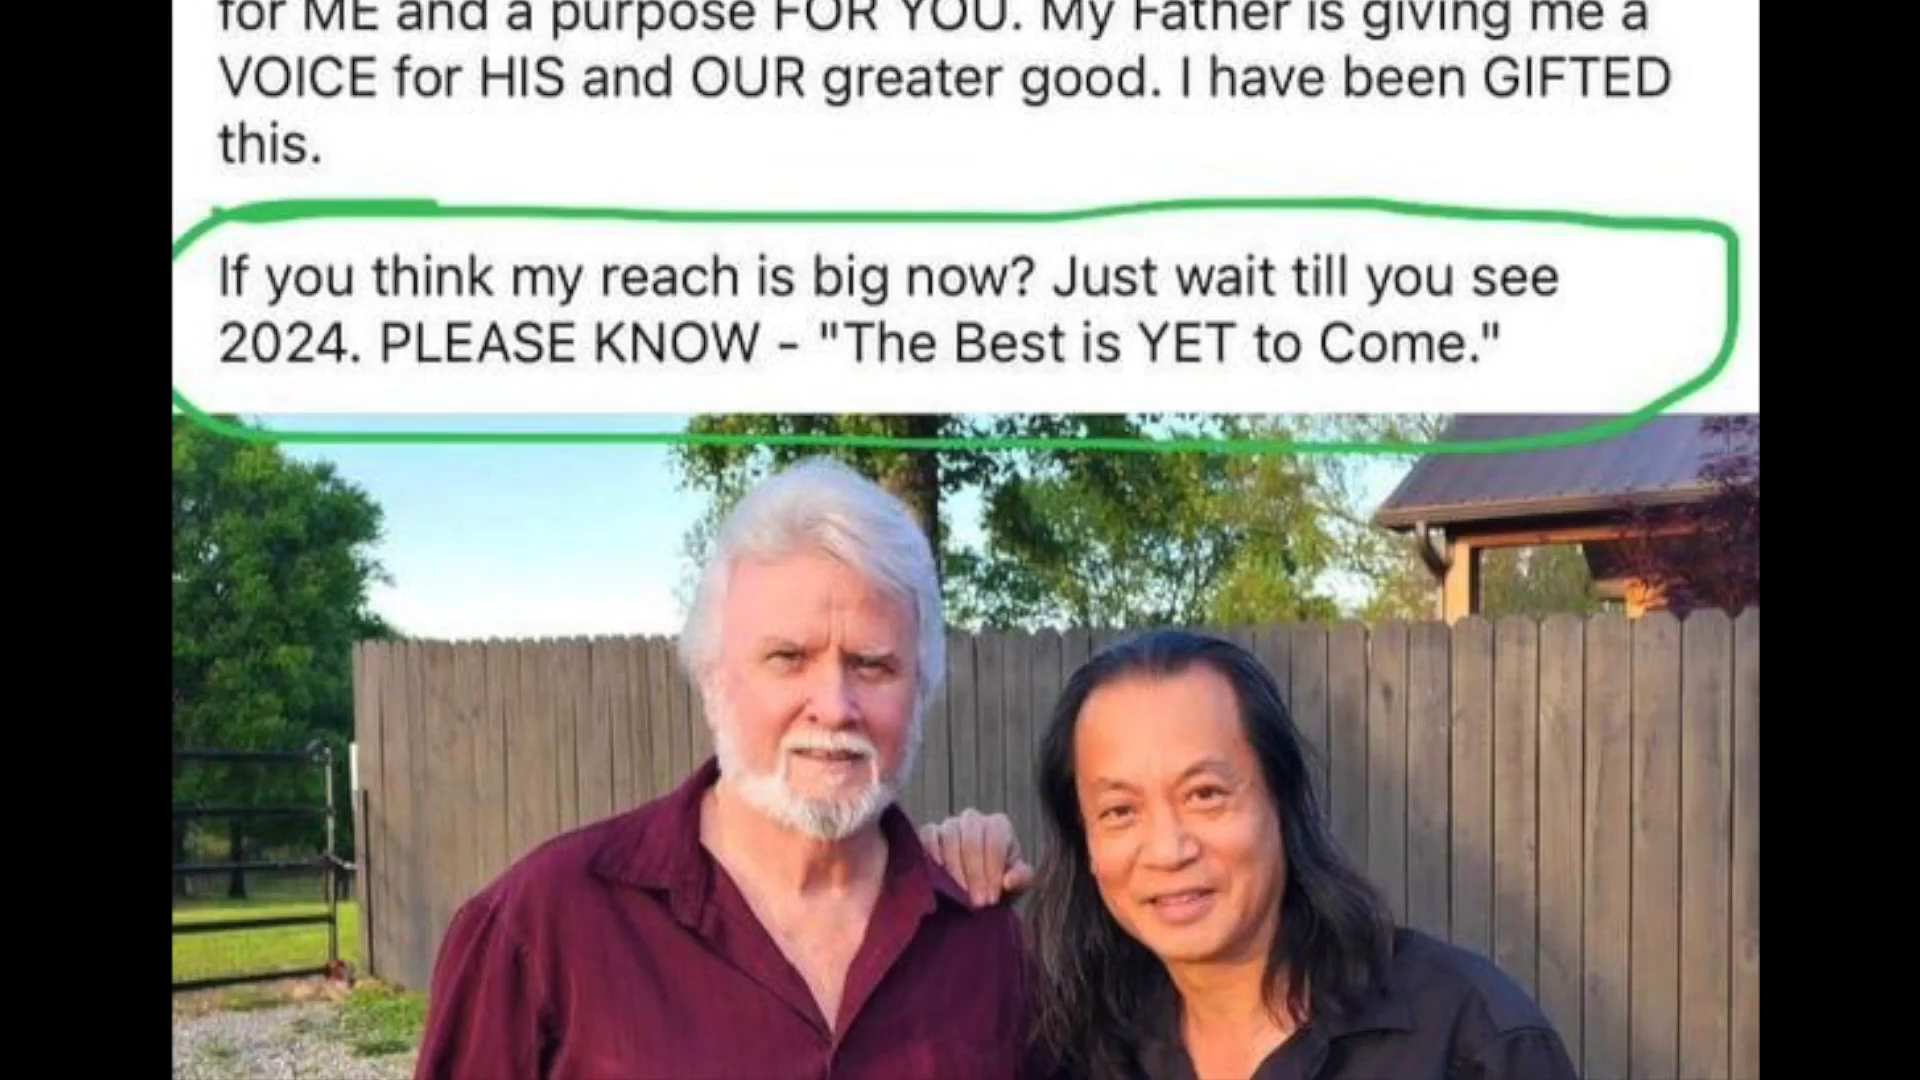 for ME and a purpose FOR YOU. My Father is giving me a
VOICE for HIS and OUR greater good. I have been GIFTED
this.
If you think my reach is big now? Just wait till you see
2024. PLEASE KNOW - "The Best is YET to Come."